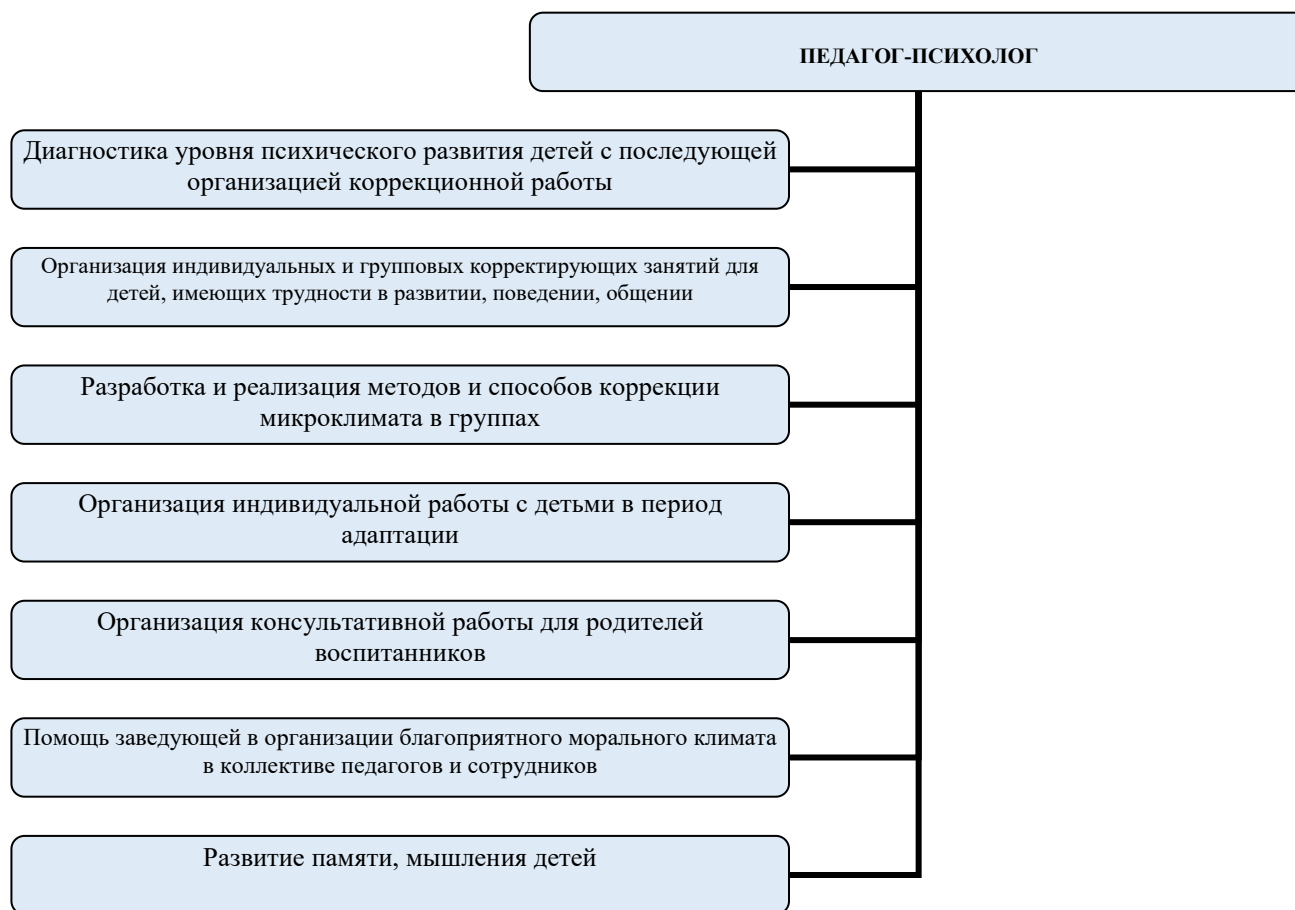 ПЕДАГОГ-ПСИХОЛОГ
Диагностика уровня психического развития детей с последующей
организацией коррекционной работы
Организация индивидуальных и групповых корректирующих занятий для
детей, имеющих трудности в развитии, поведении, общении
Разработка и реализация методов и способов коррекции
микроклимата в группах
Организация индивидуальной работы с детьми в период
адаптации
Организация консультативной работы для родителей
воспитанников
Помощь заведующей в организации благоприятного морального климата
в коллективе педагогов и сотрудников
Развитие памяти, мышления детей